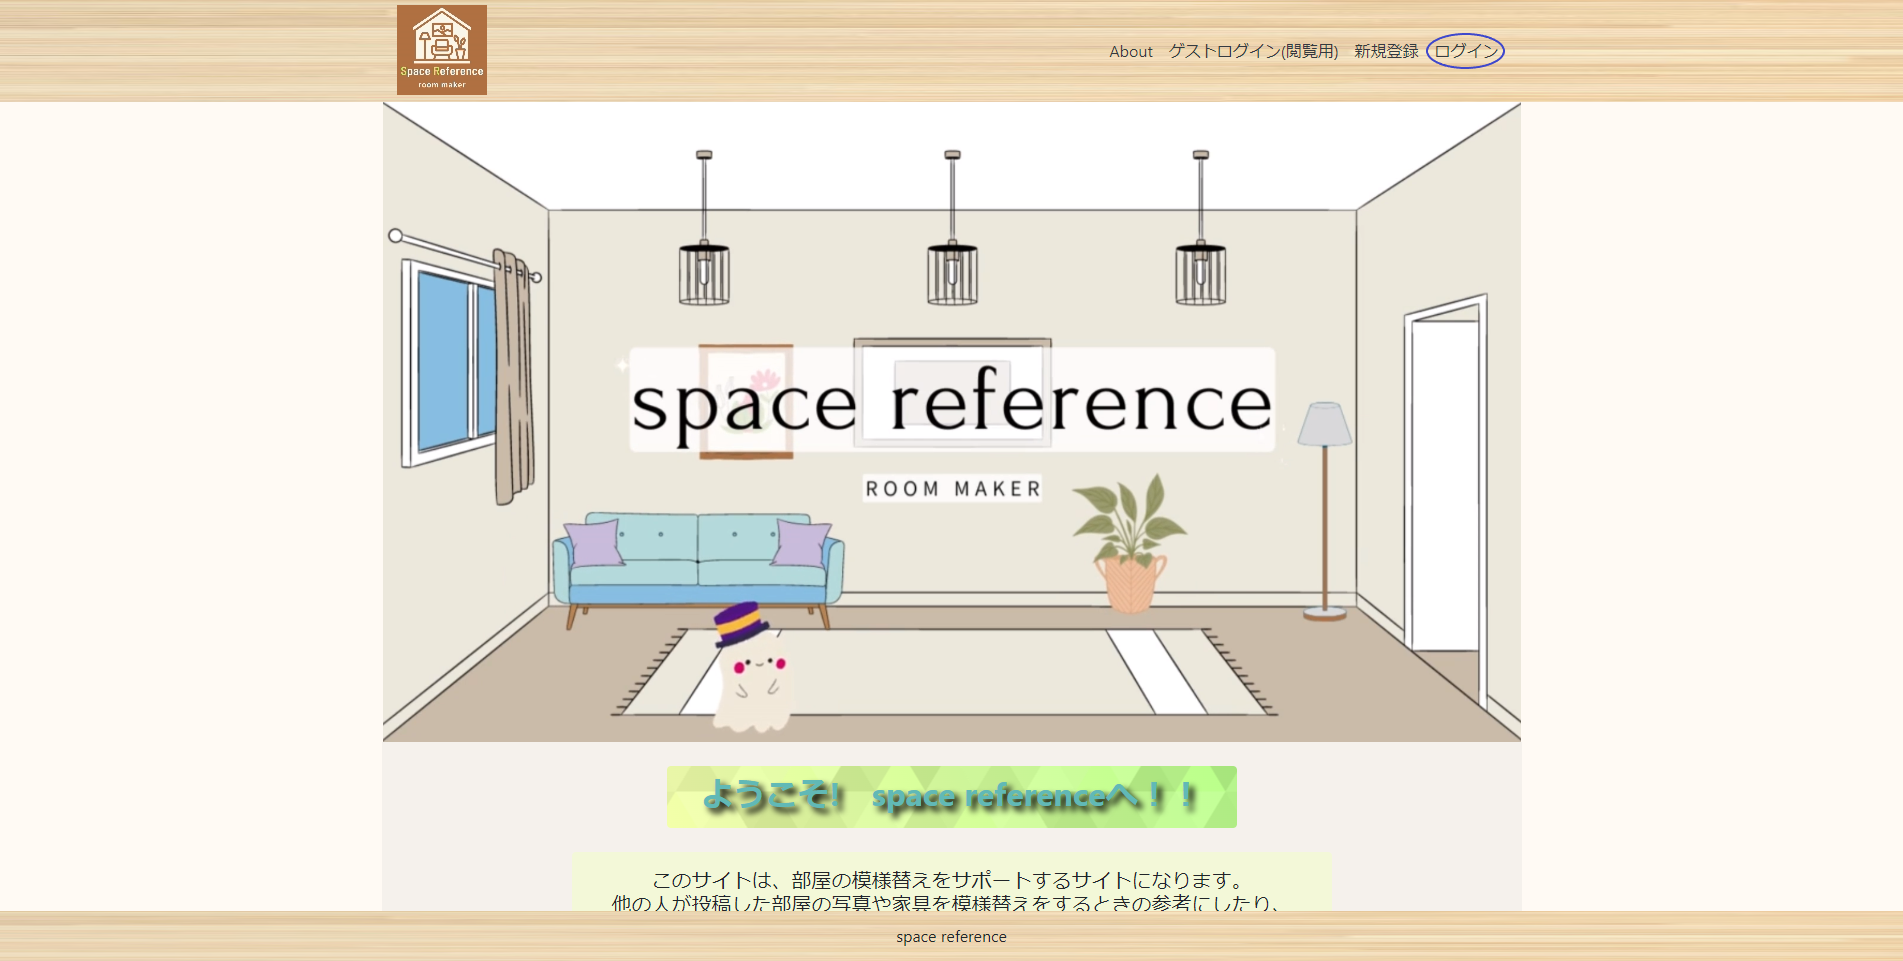 Space Reference
room maker
About ゲストログイン(閲覧用) 新規登録 ログイン
space reference
ROOM MAKER
ようこそ! space referenceへ！！
このサイトは、部屋の模様替えをサポートするサイトになります。
他の人が投稿した部屋の写真や家具を模様替えをするときの参考にしたり、
space reference